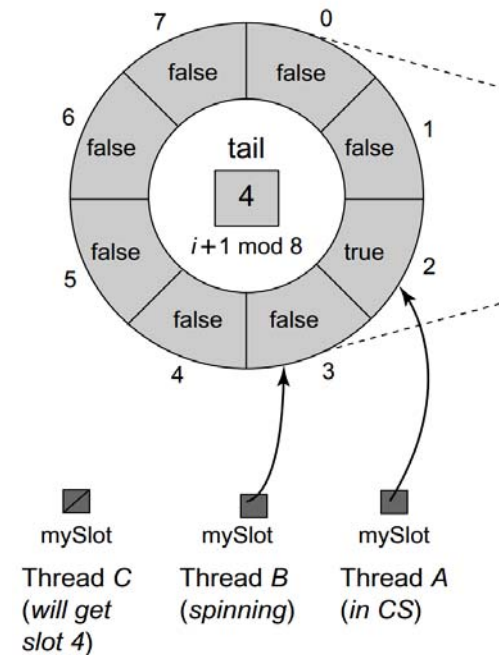 7
0
false
false
6
1
false
false
tail
4
i+1 mod 8
false
true
5
2
false
false
4
3
mySlot
mySlot
mySlot
Thread C
(will get
slot 4)
Thread B
(spinning)
Thread A
(in CS)